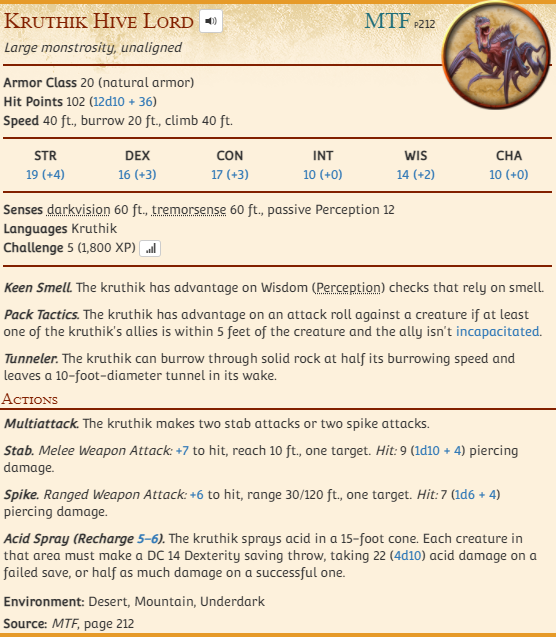 Kruthik Hive Lord MTF P212
Large monstrosity, unaligned
Armor Class 20 (natural armor)
Hit Points 102 (12d10 + 36)
Speed 40 ft., burrow 20 ft., climb 40 ft.
STR DEX CON INT WIS CHA
19 (+4) 16 (+3) 17 (+3) 10 (+0) 14 (+2) 10 (+0)
Senses darkvision 60 ft., tremorsense 60 ft., passive Perception 12
Languages Kruthik
Challenge 5 (1,800 XP)
Keen Smell. The kruthik has advantage on Wisdom (Perception) checks that rely on smell.
Pack Tactics. The kruthik has advantage on an attack roll against a creature if at least
one of the kruthik's allies is within 5 feet of the creature and the ally isn't incapacitated.
Tunneler. The kruthik can burrow through solid rock at half its burrowing speed and
leaves a 10-foot-diameter tunnel in its wake.
Actions
Multiattack. The kruthik makes two stab attacks or two spike attacks.
Stab. Melee Weapon Attack: +7 to hit, reach 10 ft., one target. Hit: 9 (1d10 + 4) piercing
damage.
Spike. Ranged Weapon Attack: +6 to hit, range 30/120 ft., one target. Hit: 7 (1d6 + 4)
piercing damage.
Acid Spray (Recharge 5–6). The kruthik sprays acid in a 15-foot cone. Each creature in
that area must make a DC 14 Dexterity saving throw, taking 22 (4d10) acid damage on a
failed save, or half as much damage on a successful one.
Environment: Desert, Mountain, Underdark
Source: MTF, page 212